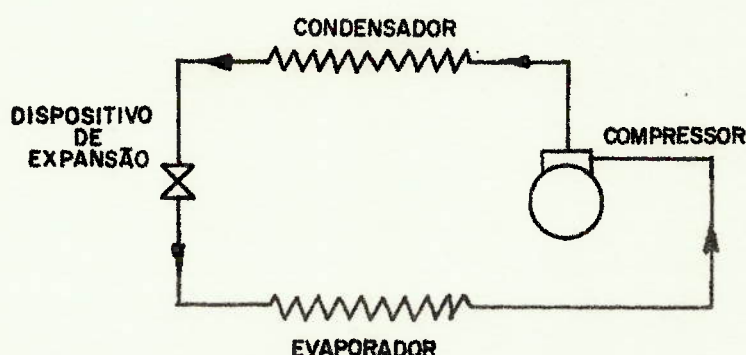 CONDENSADOR
DISPOSITIVO
DE
EXPANSÃO
COMPRESSOR
EVAPORADOR